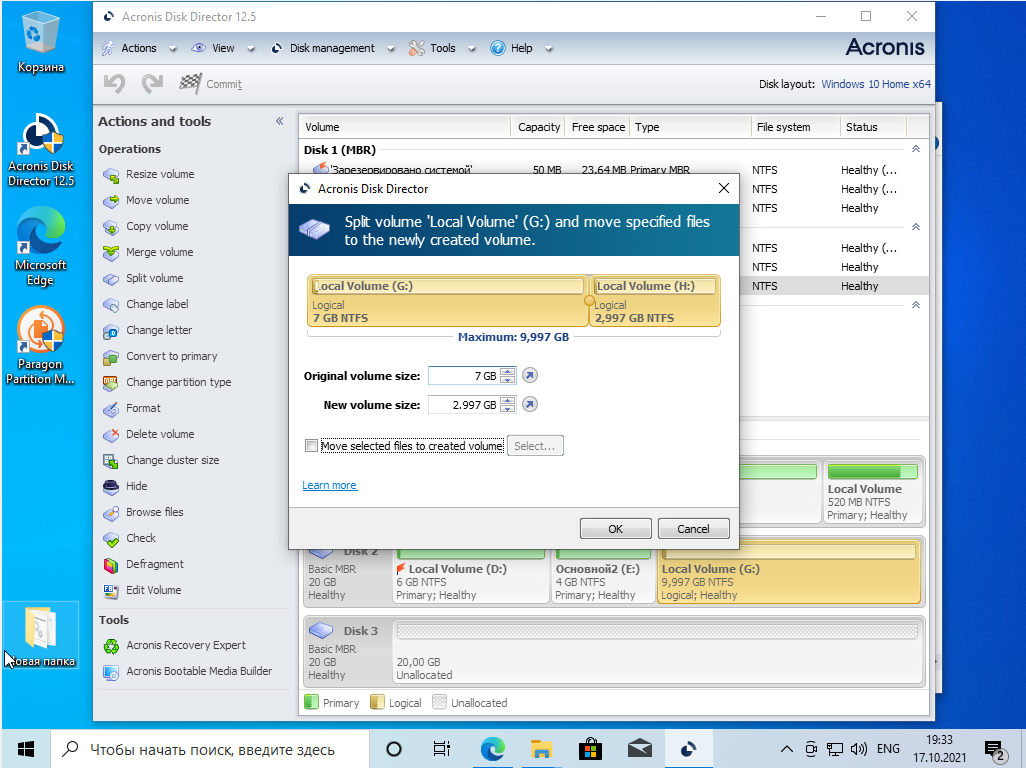 Корзина
Acronis Disk
Director 12.5
Microsoft
Edge
Paragon
Partition M...
Новая папка
Acronis Disk Director 12.5
Actions
View
Disk management
Tools
Help
Acronis
Commit
Disk layout: Windows 10 Home x64
Actions and tools
«
Operations
Resize volume
Move volume
Copy volume
Merge volume
Split volume
Change label
Change letter
Convert to primary
Change partition type
Format
Delete volume
Change cluster size
Hide
Browse files
Check
Defragment
Edit Volume
Tools
Acronis Recovery Expert
Acronis Bootable Media Builder
Volume Capacity Free space Type File system Status
Disk 1 (MBR)
'Зарезервировано системой' 50 MB 23,64 MB Primary MBR NTFS Healthy (...
NTFS Healthy (...
NTFS Healthy
NTFS Healthy (...
NTFS Healthy
NTFS Healthy
Acronis Disk Director
Split volume 'Local Volume' (G:) and move specified files
to the newly created volume.
Local Volume (G:)
Logical
7 GB NTFS
Local Volume (H:)
Logical
2,997 GB NTFS
Maximum: 9,997 GB
Original volume size: 7 GB
New volume size: 2.997 GB
Move selected files to created volume Select...
Learn more
OK Cancel
Local Volume
520 MB NTFS
Primary; Healthy
Disk 2
Basic MBR
20 GB
Healthy
Local Volume (D:)
6 GB NTFS
Primary; Healthy
Основной2 (E:)
4 GB NTFS
Primary; Healthy
Local Volume (G:)
9,997 GB NTFS
Logical; Healthy
Disk 3
Basic MBR
20 GB
Healthy
20,00 GB
Unallocated
Primary Logical Unallocated
Чтобы начать поиск, введите здесь
ENG
19:33
17.10.2021
2